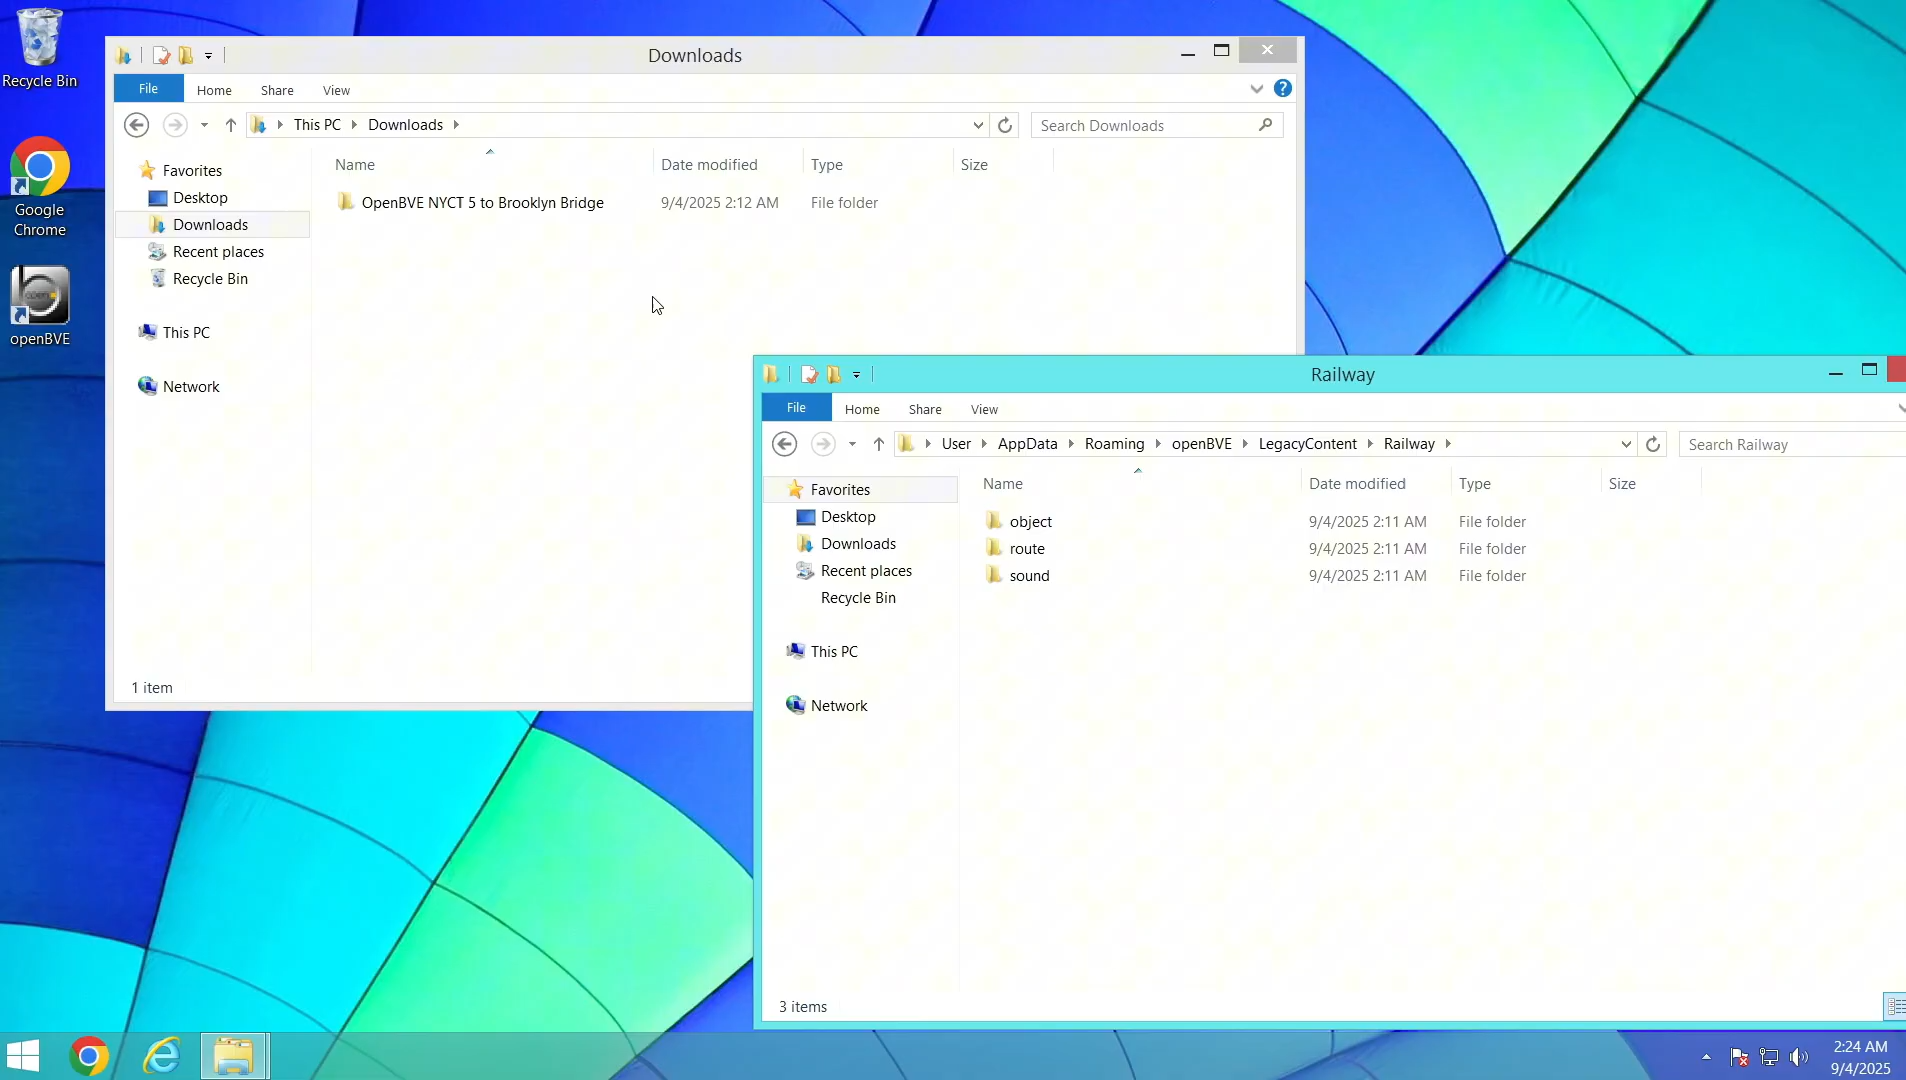 Recycle Bin
Google
Chrome
openBVE
Downloads
File Home Share View
This PC Downloads
Search Downloads
Favorites
Desktop
Downloads
Recent places
Recycle Bin
This PC
Network
Name Date modified Type Size
OpenBVE NYCT 5 to Brooklyn Bridge 9/4/2025 2:12 AM File folder
1 item
Railway
File Home Share View
User AppData Roaming openBVE LegacyContent Railway
Search Railway
Favorites
Desktop
Downloads
Recent places
Recycle Bin
This PC
Network
Name Date modified Type Size
object 9/4/2025 2:11 AM File folder
route 9/4/2025 2:11 AM File folder
sound 9/4/2025 2:11 AM File folder
3 items
2:24 AM
9/4/2025